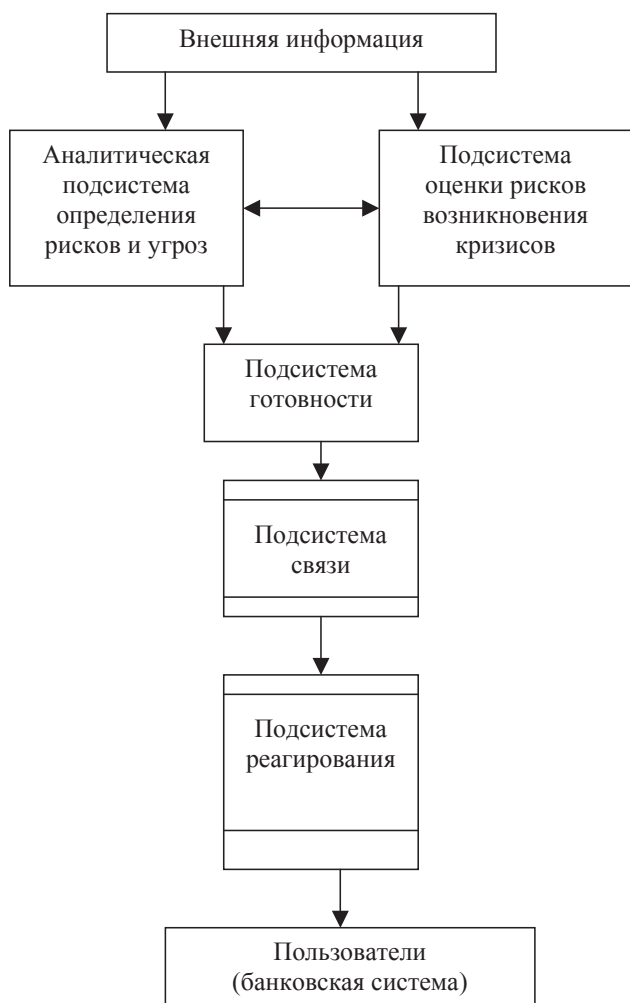 Внешняя информация
Аналитическая
подсистема
определения
рисков и угроз
Подсистема
оценки рисков
возникновения
кризисов
Подсистема
готовности
Подсистема
связи
Подсистема
реагирования
Пользователи
(банковская система)